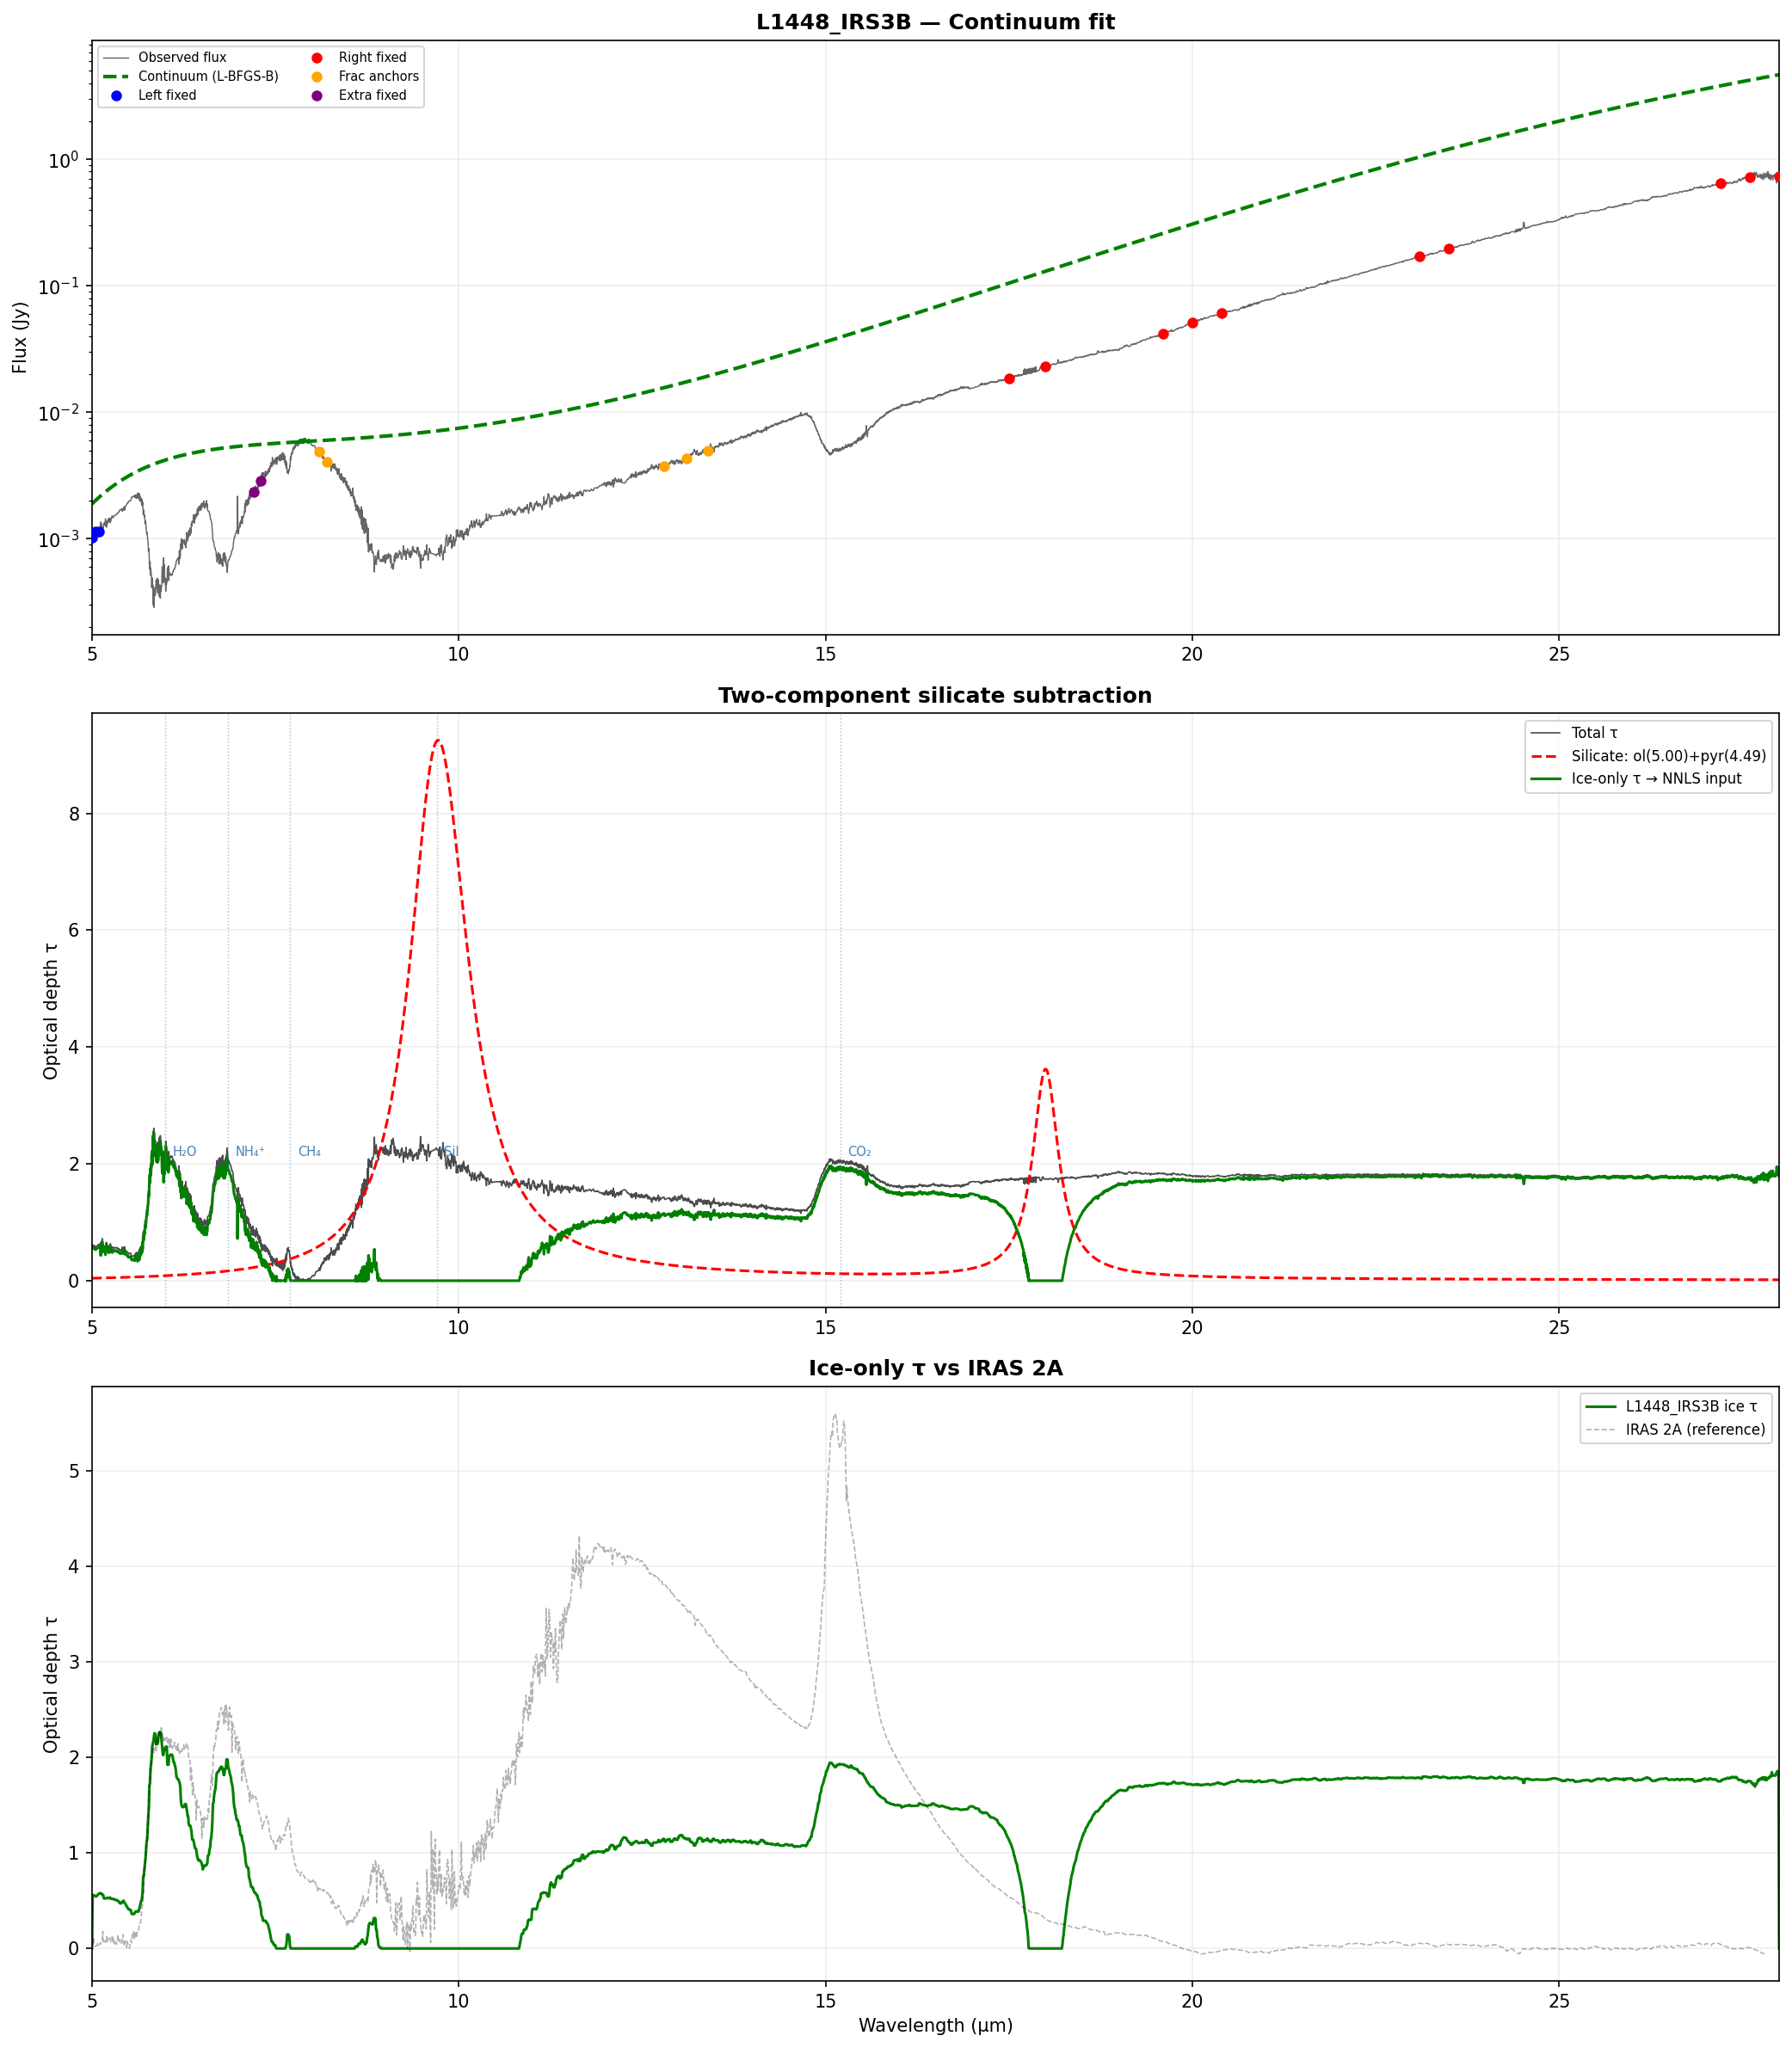 L1448_IRS3B — Continuum fit
Observed flux
Continuum (L-BFGS-B)
Left fixed
Right fixed
Frac anchors
Extra fixed
Flux (Jy)
10⁰
10⁻¹
10⁻²
10⁻³
5 10 15 20 25
Two-component silicate subtraction
Total τ
Silicate: ol(5.00)+pyr(4.49)
Ice-only τ → NNLS input
Optical depth τ
8
6
4
2
0
H₂O NH₄⁺ CH₄ Sil CO₂
5 10 15 20 25
Ice-only τ vs IRAS 2A
L1448_IRS3B ice τ
IRAS 2A (reference)
Optical depth τ
5
4
3
2
1
0
5 10 15 20 25
Wavelength (μm)